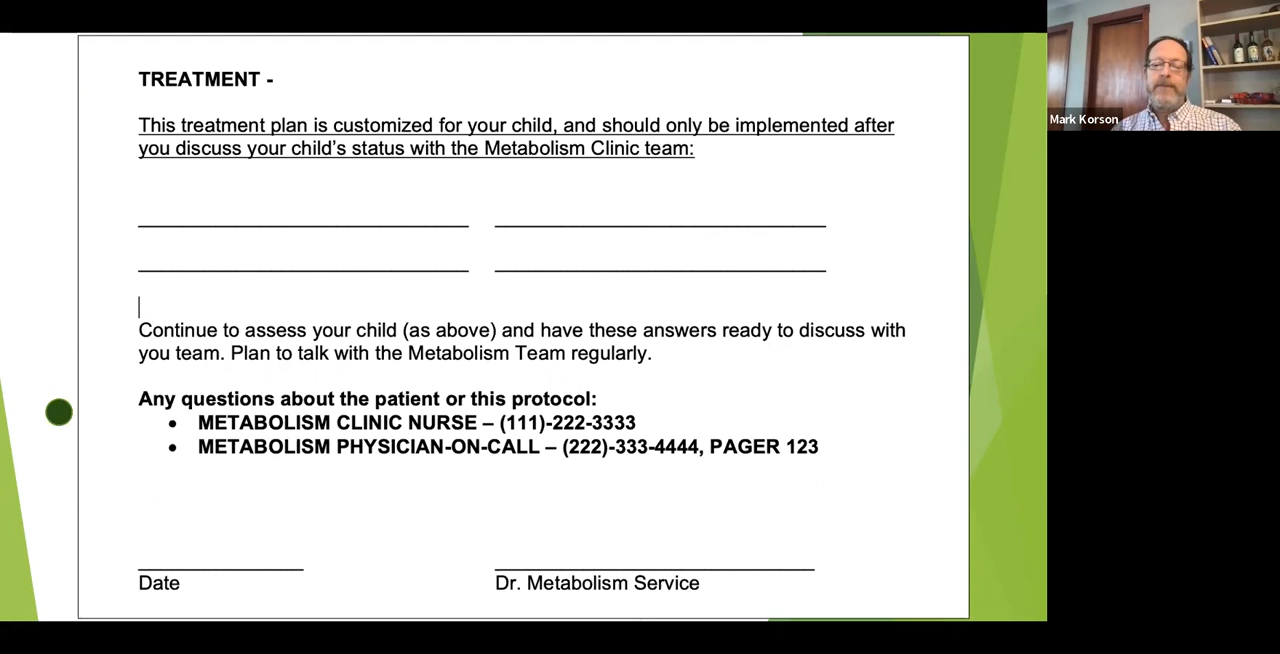 TREATMENT -
This treatment plan is customized for your child, and should only be implemented after
you discuss your child's status with the Metabolism Clinic team:
Continue to assess your child (as above) and have these answers ready to discuss with
you team. Plan to talk with the Metabolism Team regularly.
Any questions about the patient or this protocol:
• METABOLISM CLINIC NURSE – (111)-222-3333
• METABOLISM PHYSICIAN-ON-CALL – (222)-333-4444, PAGER 123
Date
Dr. Metabolism Service
Mark Korson